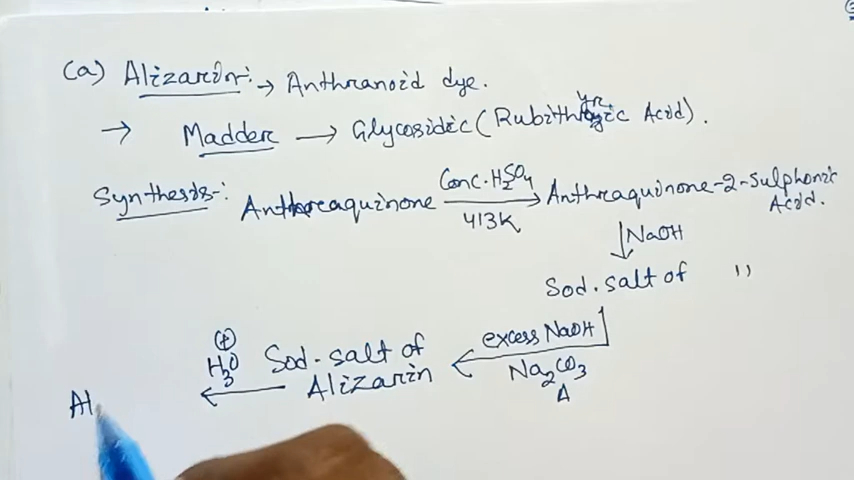 (a) Alizarin:→ Anthranoid dye.
→ Madder → Glycosidic (Rubithyric Acid).
Synthesis-: Anthraquinone Conc. H2SO4 413K → Anthraquinone-2-Sulphonic Acid.
↓ NaOH
Sod. salt of "
excess NaOH
Na2CO3
Δ
⊕
H3O Sod. salt of
← Alizarin
Al